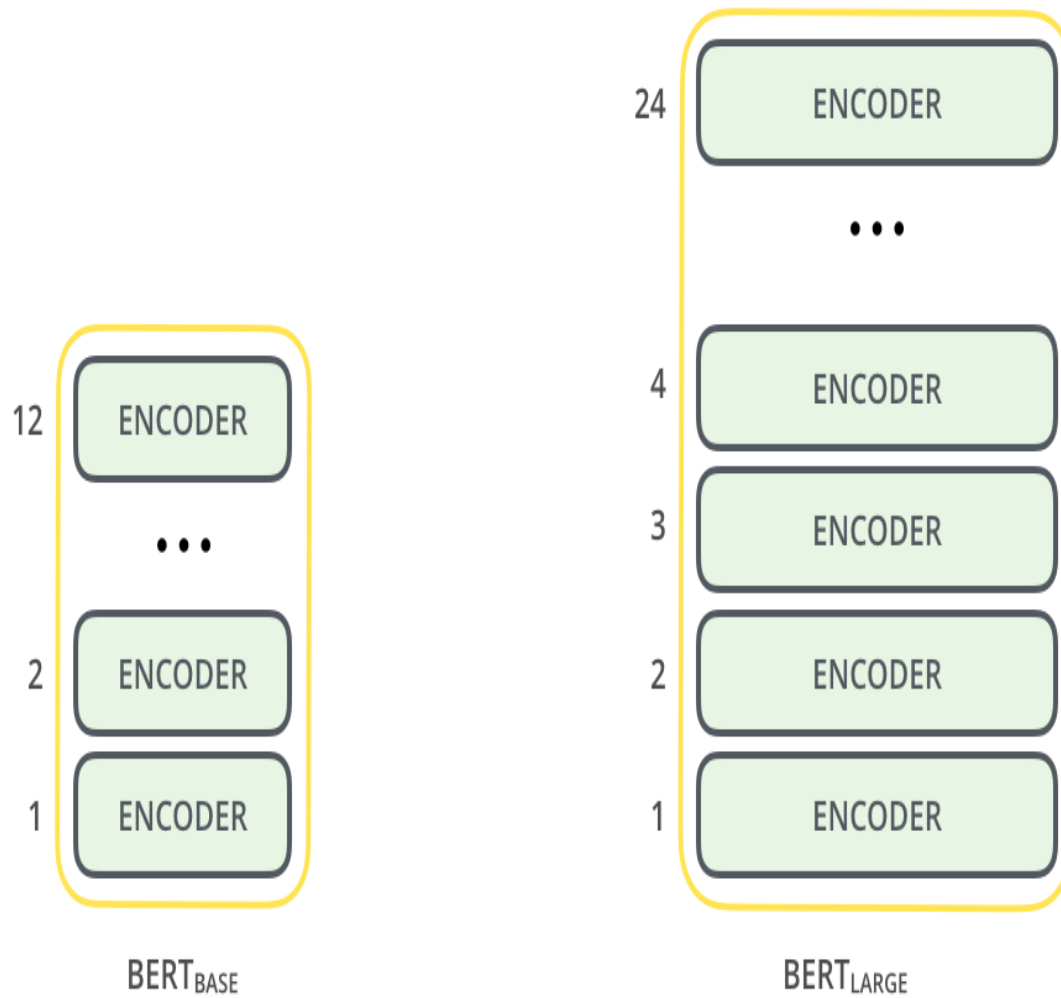 12 ENCODER
...
2 ENCODER
1 ENCODER
BERTBASE
24 ENCODER
...
4 ENCODER
3 ENCODER
2 ENCODER
1 ENCODER
BERTLARGE